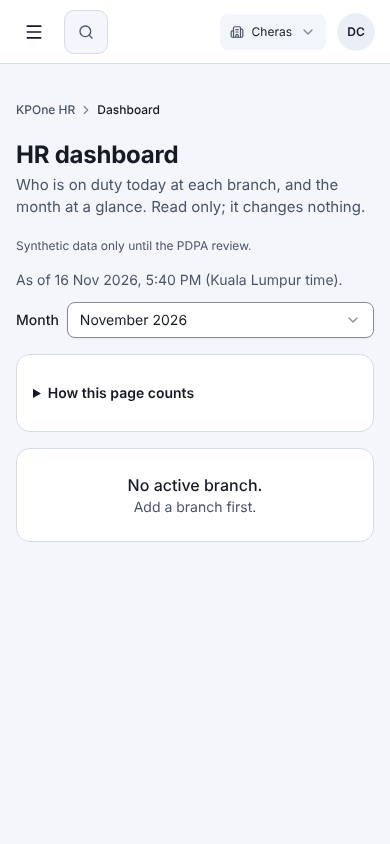 Cheras
DC
KPOne HR > Dashboard
HR dashboard
Who is on duty today at each branch, and the
month at a glance. Read only; it changes nothing.
Synthetic data only until the PDPA review.
As of 16 Nov 2026, 5:40 PM (Kuala Lumpur time).
Month November 2026
How this page counts
No active branch.
Add a branch first.